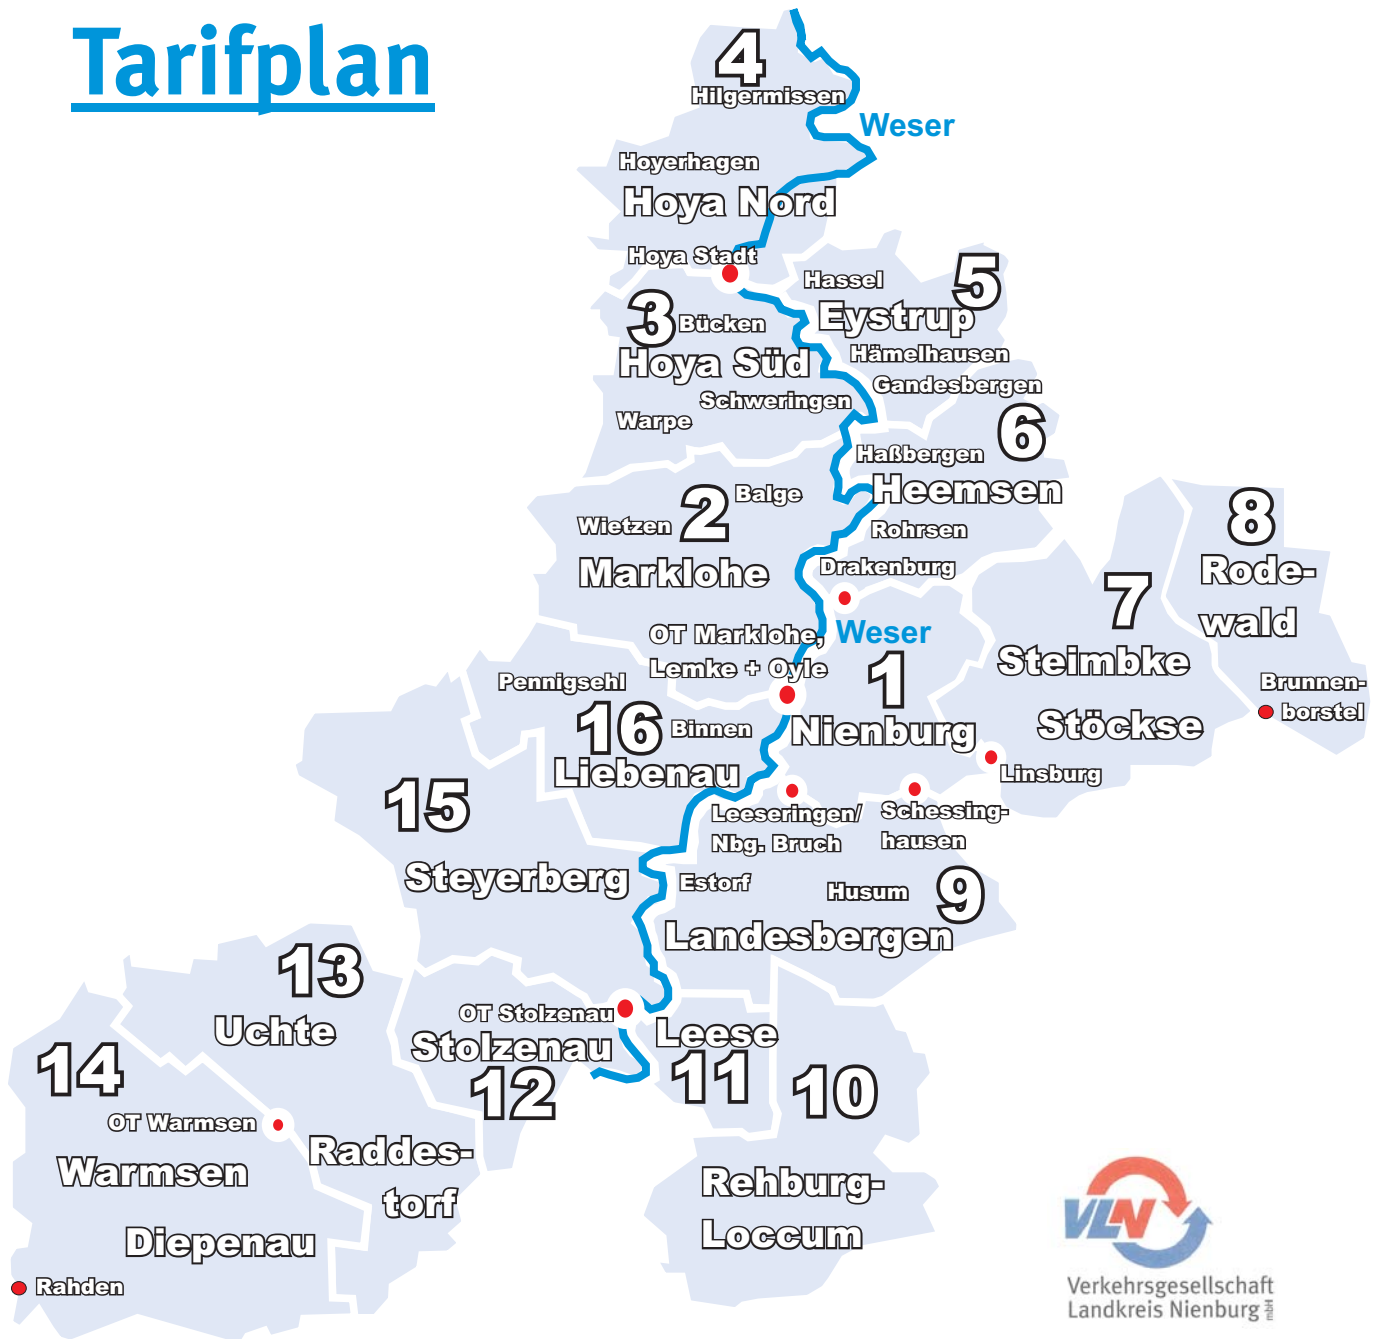 Tarifplan
4
Hilgermissen
Weser
Hoyerhagen
Hoya Nord
Hoya Stadt
Hassel
5
3
Bücken
Eystrup
Hoya Süd
Hämelhausen
Gandesbergen
Schweringen
Warpe
6
Haßbergen
Heemsen
2
Balge
Wietzen
Rohrsen
8
Marklohe
Drakenburg
Rode-
wald
7
OT Marklohe,
Lemke + Oyle
Weser
Steimbke
1
Pennigsehl
Brunnen-
borstel
16
Binnen
Nienburg
Stöckse
Liebenau
Linsburg
15
Leeseringen/
Nbg. Bruch
Schessing-
hausen
Steyerberg
Estorf
Husum
9
Landesbergen
13
Uchte
OT Stolzenau
Stolzenau
12
Leese
11
10
14
OT Warmsen
Warmsen
Raddes-
torf
Rehburg-
Loccum
Diepenau
Rahden
VLN
Verkehrsgesellschaft
Landkreis Nienburg mbH